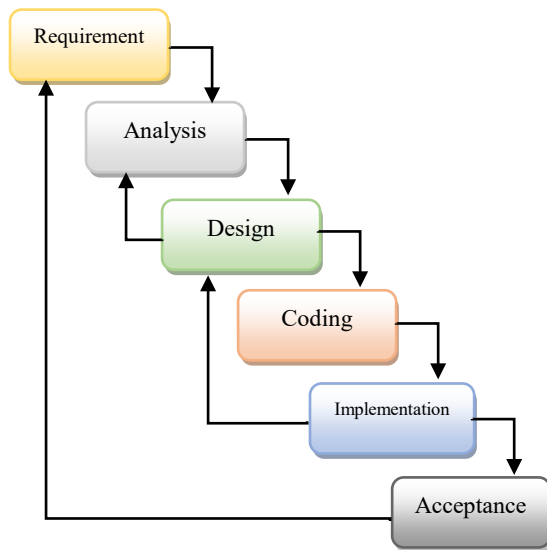 Requirement
Analysis
Design
Coding
Implementation
Acceptance